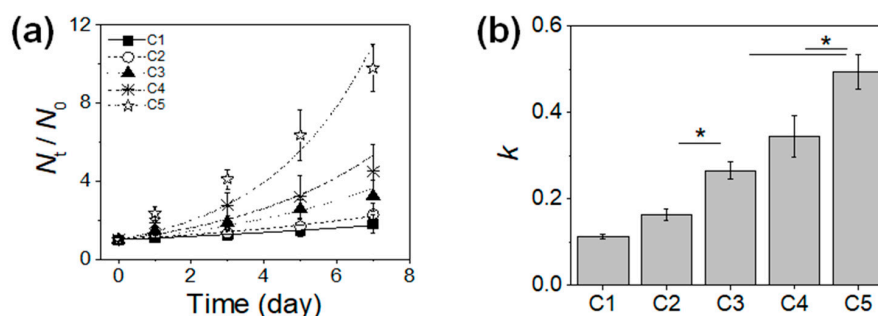 (a)
12
8
4
0
N_t / N_0
C1
C2
C3
C4
C5
0 2 4 6 8
Time (day)
(b)
0.6
0.4
0.2
0.0
k
*
*
C1 C2 C3 C4 C5